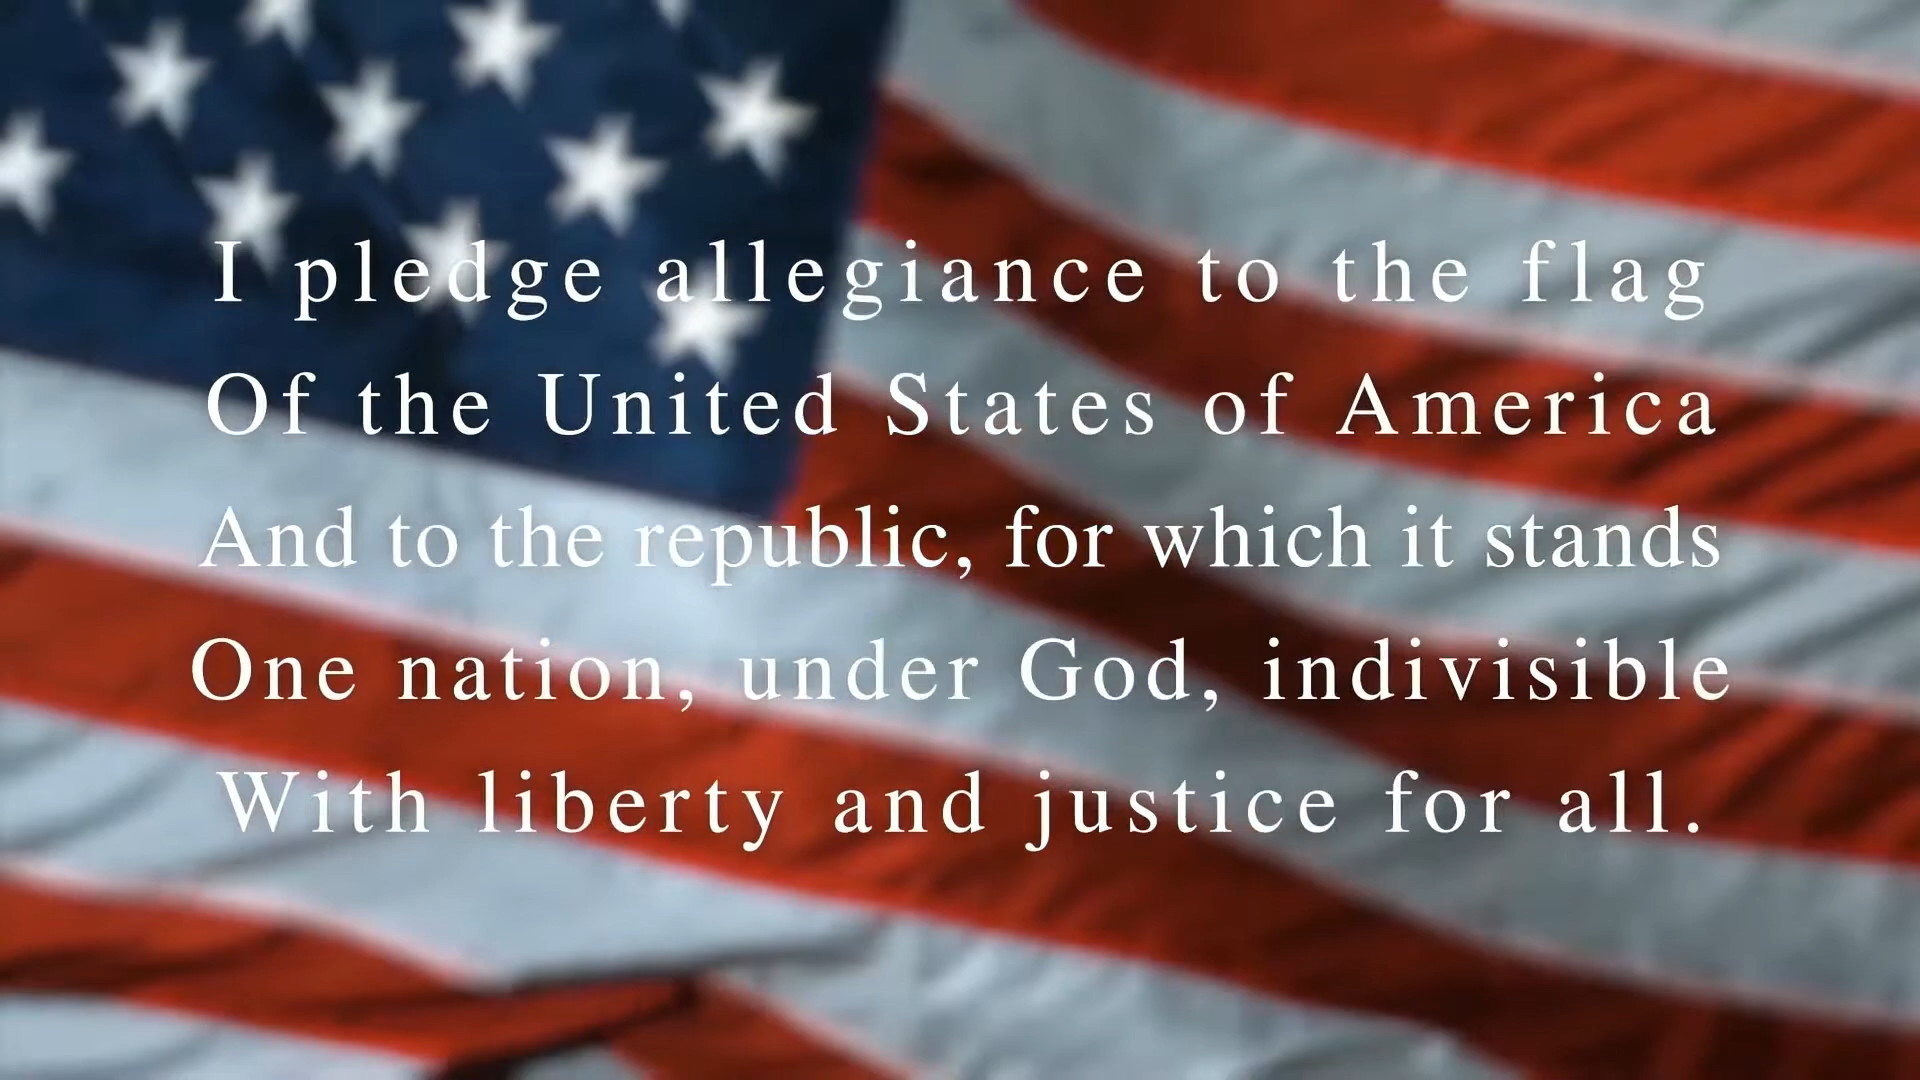 I pledge allegiance to the flag
Of the United States of America
And to the republic, for which it stands
One nation, under God, indivisible
With liberty and justice for all.